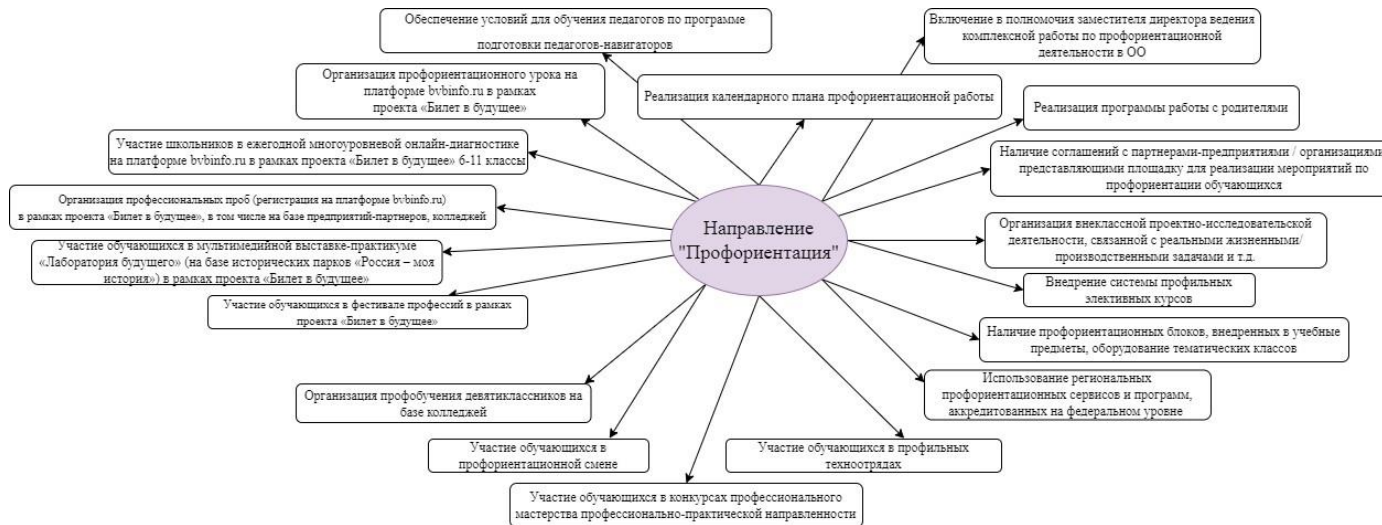 Обеспечение условий для обучения педагогов по программе
подготовки педагогов-навигаторов
Включение в полномочия заместителя директора ведения
комплексной работы по профориентационной
деятельности в ОО
Организация профориентационного урока на
платформе bvbinfo.ru в рамках
проекта «Билет в будущее»
Реализация календарного плана профориентационной работы
Реализация программы работы с родителями
Участие школьников в ежегодной многоуровневой онлайн-диагностике
на платформе bvbinfo.ru в рамках проекта «Билет в будущее» 6-11 классы
Наличие соглашений с партнерами-предприятиями / организациями
представляющими площадку для реализации мероприятий по
профориентации обучающихся
Организация профессиональных проб (регистрация на платформе bvbinfo.ru)
в рамках проекта «Билет в будущее», в том числе на базе предприятий-партнеров, колледжей
Направление
"Профориентация"
Организация внеклассной проектно-исследовательской
деятельности, связанной с реальными жизненными/
производственными задачами и т.д.
Участие обучающихся в мультимедийной выставке-практикуме
«Лаборатория будущего» (на базе исторических парков «Россия – моя
история») в рамках проекта «Билет в будущее»
Внедрение системы профильных
элективных курсов
Участие обучающихся в фестивале профессий в рамках
проекта «Билет в будущее»
Наличие профориентационных блоков, внедренных в учебные
предметы, оборудование тематических классов
Организация профобучения девятиклассников на
базе колледжей
Использование региональных
профориентационных сервисов и программ,
аккредитованных на федеральном уровне
Участие обучающихся в
профориентационной смене
Участие обучающихся в профильных
техноотрядах
Участие обучающихся в конкурсах профессионального
мастерства профессионально-практической направленности